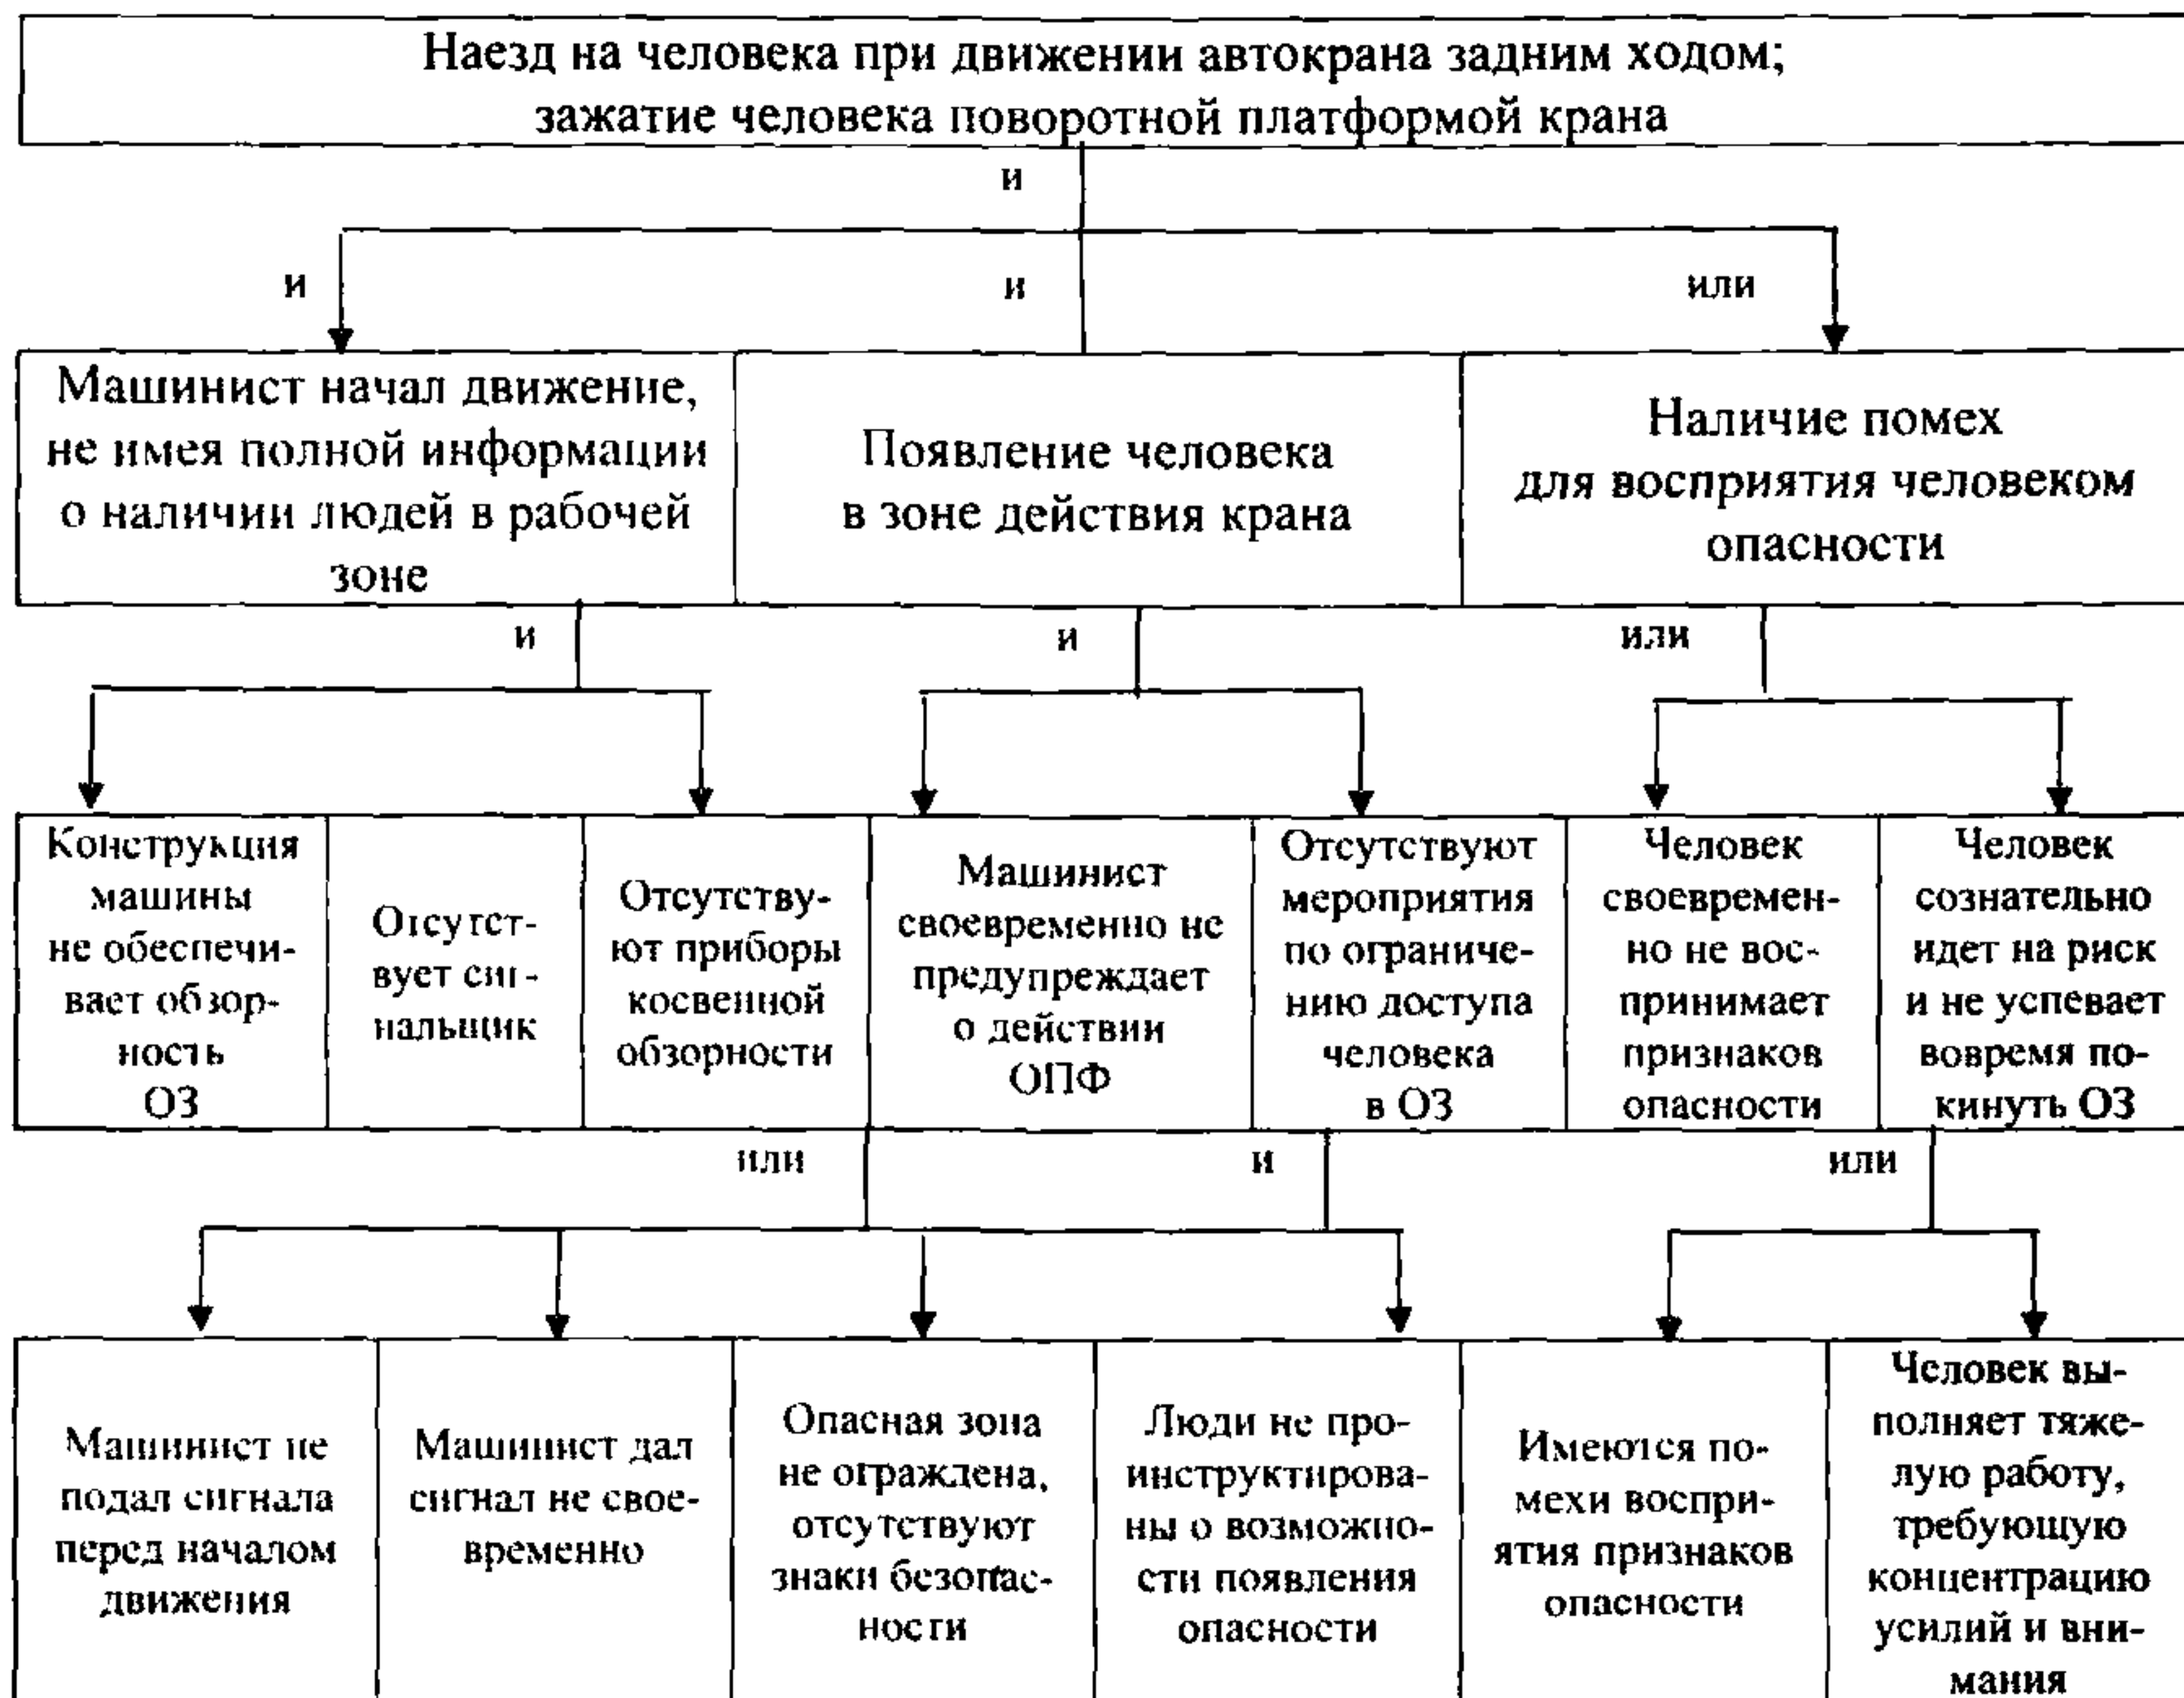 Наезд на человека при движении автокрана задним ходом;
зажатие человека поворотной платформой крана
и
и
и
или
Машинист начал движение,
не имея полной информации
о наличии людей в рабочей
зоне
Появление человека
в зоне действия крана
Наличие помех
для восприятия человеком
опасности
и
и
или
Конструкция
машины
не обеспечи-
вает обзор-
ность
ОЗ
Отсутст-
вует сиг-
нальщик
Отсутству-
ют приборы
косвенной
обзорности
Машинист
своевременно не
предупреждает
о действии
ОПФ
Отсутствуют
мероприятия
по ограниче-
нию доступа
человека
в ОЗ
Человек
своевремен-
но не вос-
принимает
признаков
опасности
Человек
сознательно
идет на риск
и не успевает
вовремя по-
кинуть ОЗ
или
и
или
Машинист не
подал сигнала
перед началом
движения
Машинист дал
сигнал не свое-
временно
Опасная зона
не ограждена,
отсутствуют
знаки безопас-
ности
Люди не про-
инструктирова-
ны о возможно-
сти появления
опасности
Имеются по-
мехи воспри-
ятия признаков
опасности
Человек вы-
полняет тяже-
лую работу,
требующую
концентрацию
усилий и вни-
мания